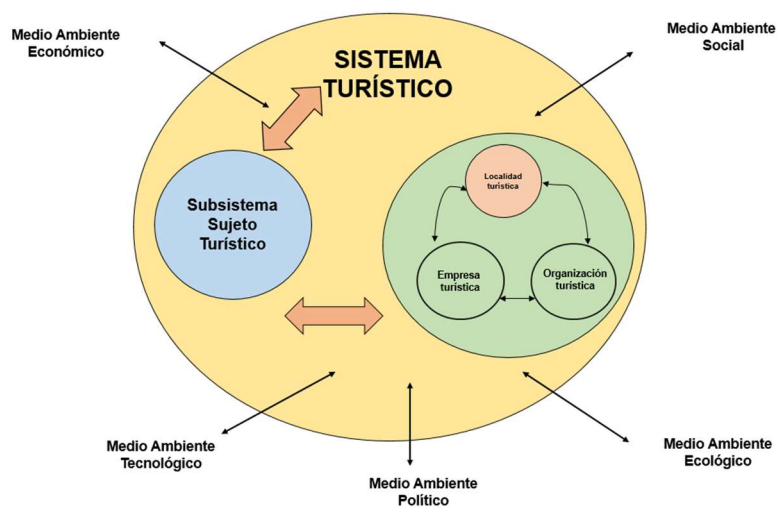 Medio Ambiente
Económico
SISTEMA
TURÍSTICO
Medio Ambiente
Social
Subsistema
Sujeto
Turístico
Localidad
turística
Empresa
turística
Organización
turística
Medio Ambiente
Tecnológico
Medio Ambiente
Político
Medio Ambiente
Ecológico